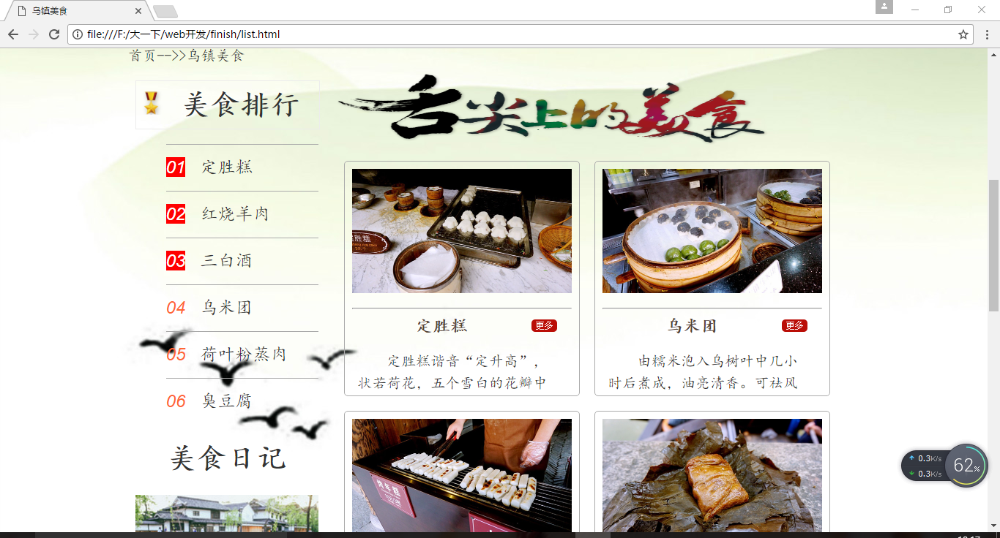 乌镇美食
file:///F:/大一下/web开发/finish/list.html
首页-->>乌镇美食
美食排行
舌尖上的美食
01 定胜糕
02 红烧羊肉
03 三白酒
04 乌米团
05 荷叶粉蒸肉
06 臭豆腐
美食日记
定胜糕 更多
定胜糕谐音“定升高”，
状若荷花，五个雪白的花瓣中
乌米团 更多
由糯米泡入乌树叶中几小
时后煮成，油亮清香。可祛风
烤年糕
0.3K/s
0.3K/s
62%